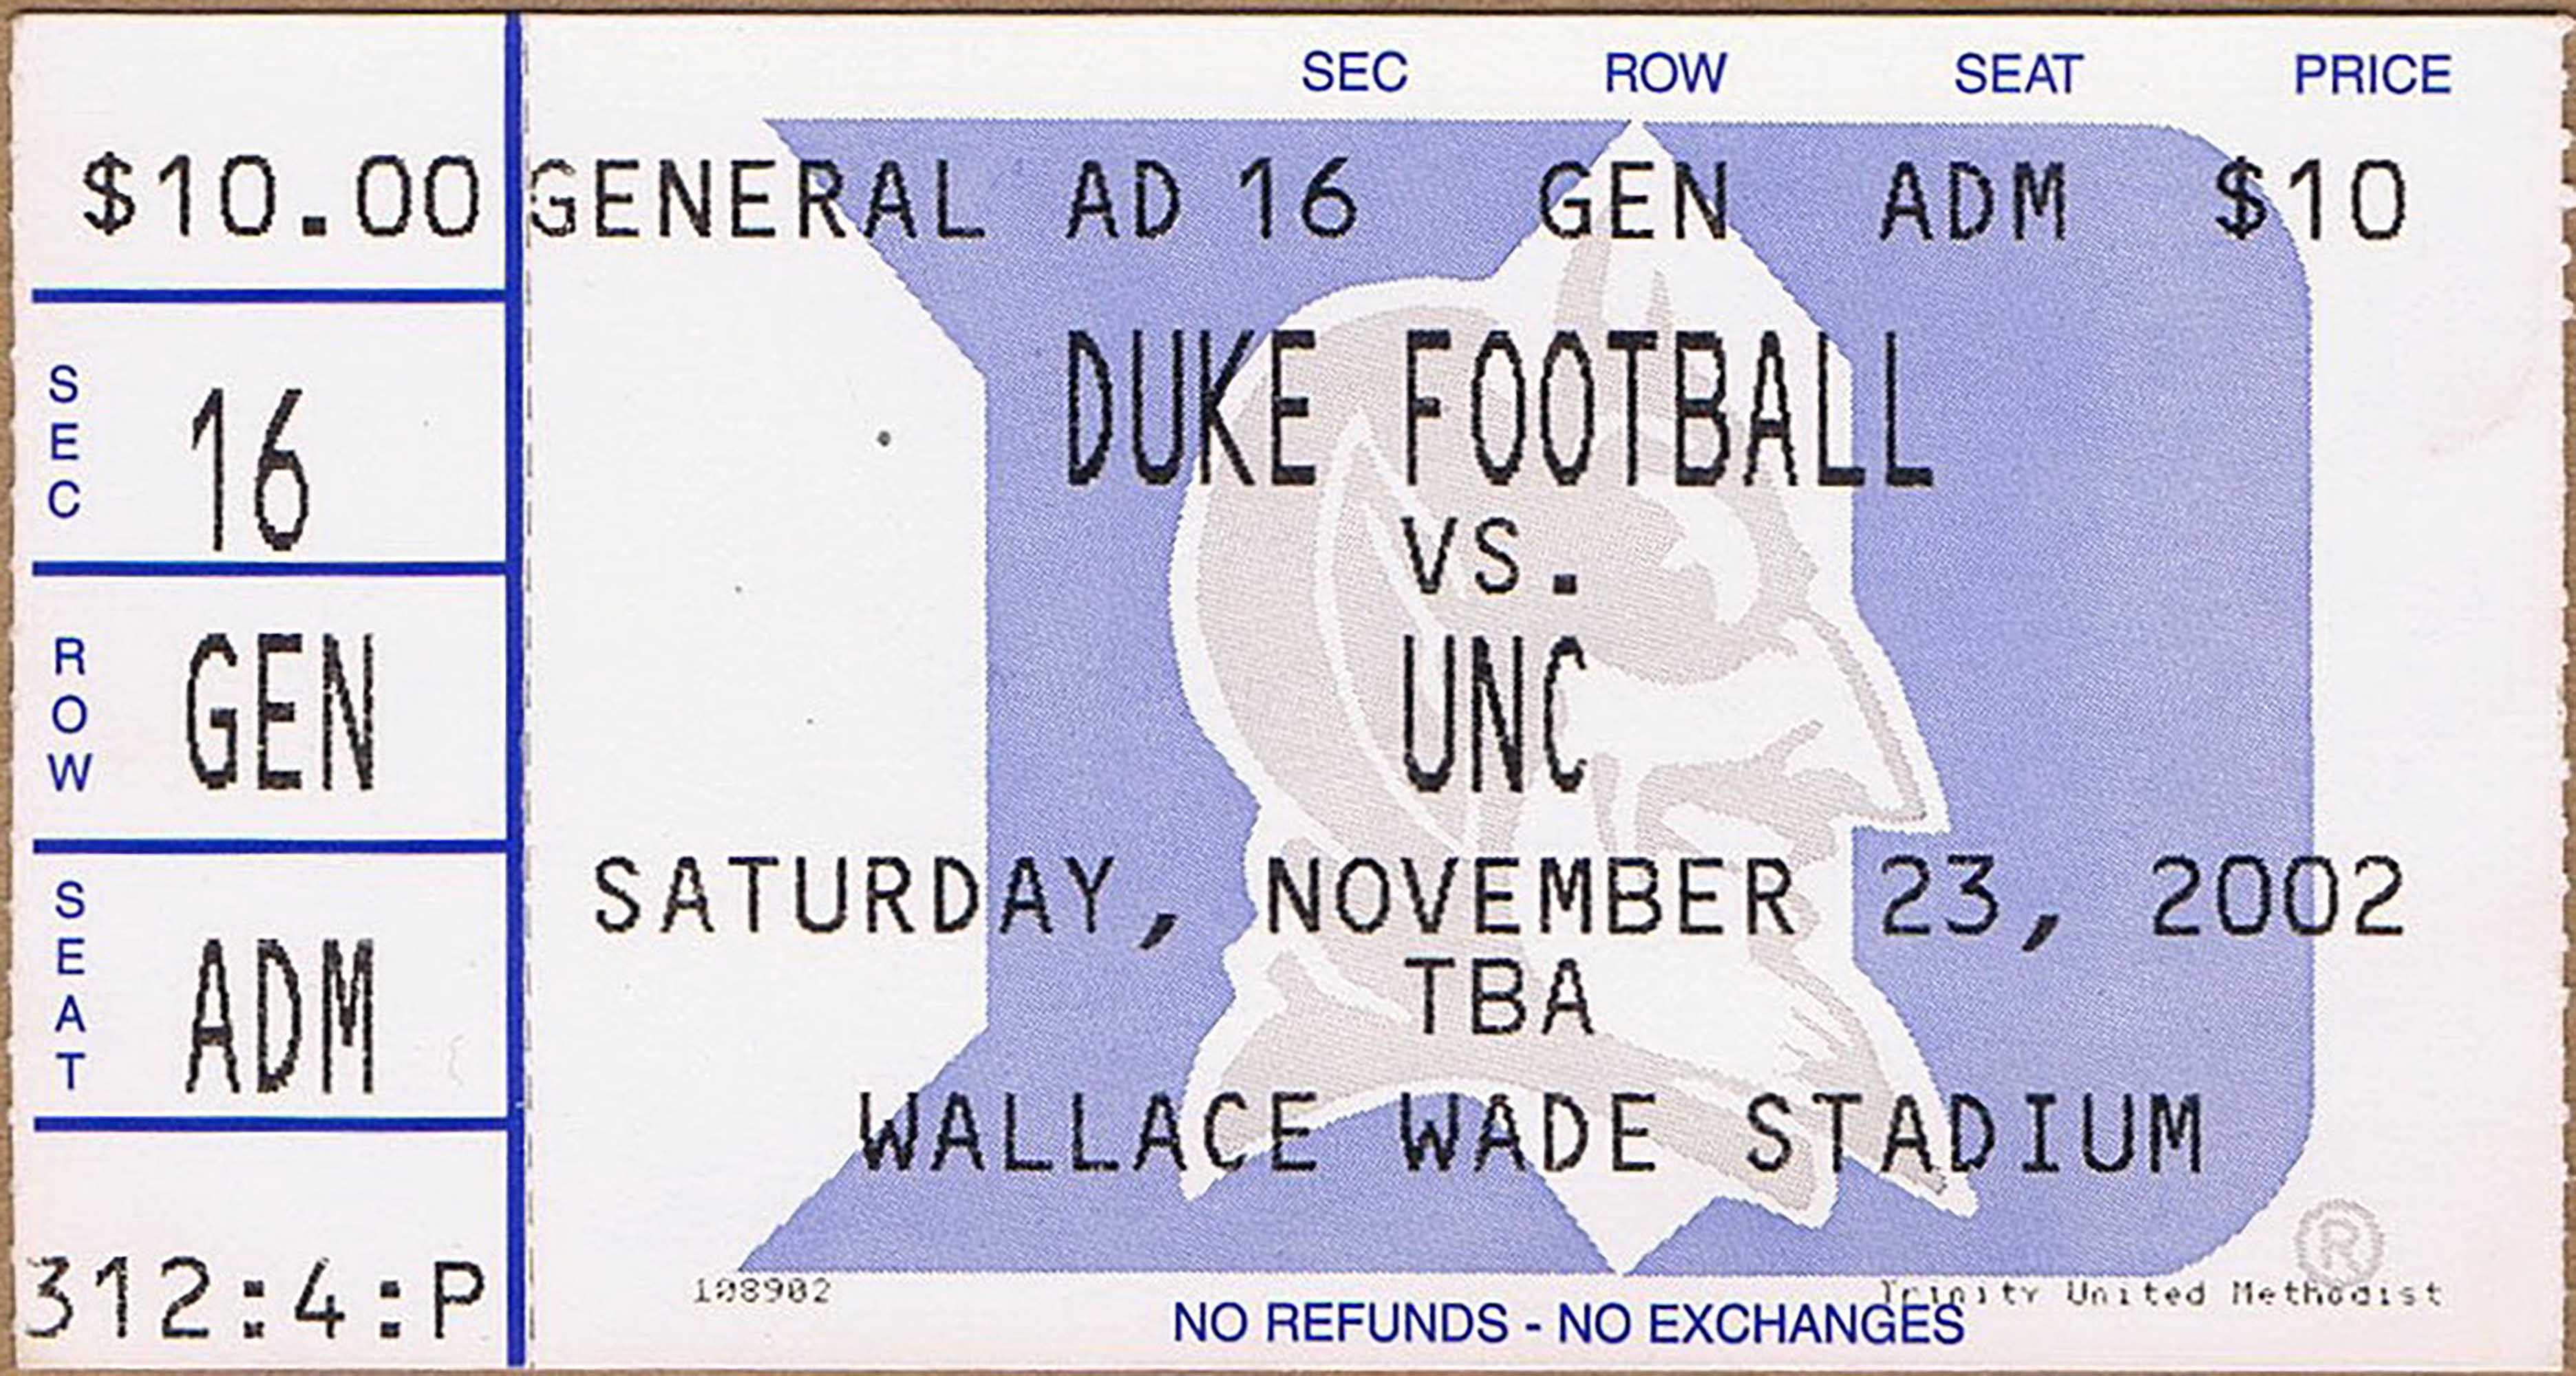 $10.00
SEC
16
ROW
GEN
SEAT
ADM
312:4:P
SEC ROW SEAT PRICE
GENERAL AD 16 GEN ADM $10
DUKE FOOTBALL
VS.
UNC
SATURDAY, NOVEMBER 23, 2002
TBA
WALLACE WADE STADIUM
®
108902
Trinity United Methodist
NO REFUNDS - NO EXCHANGES